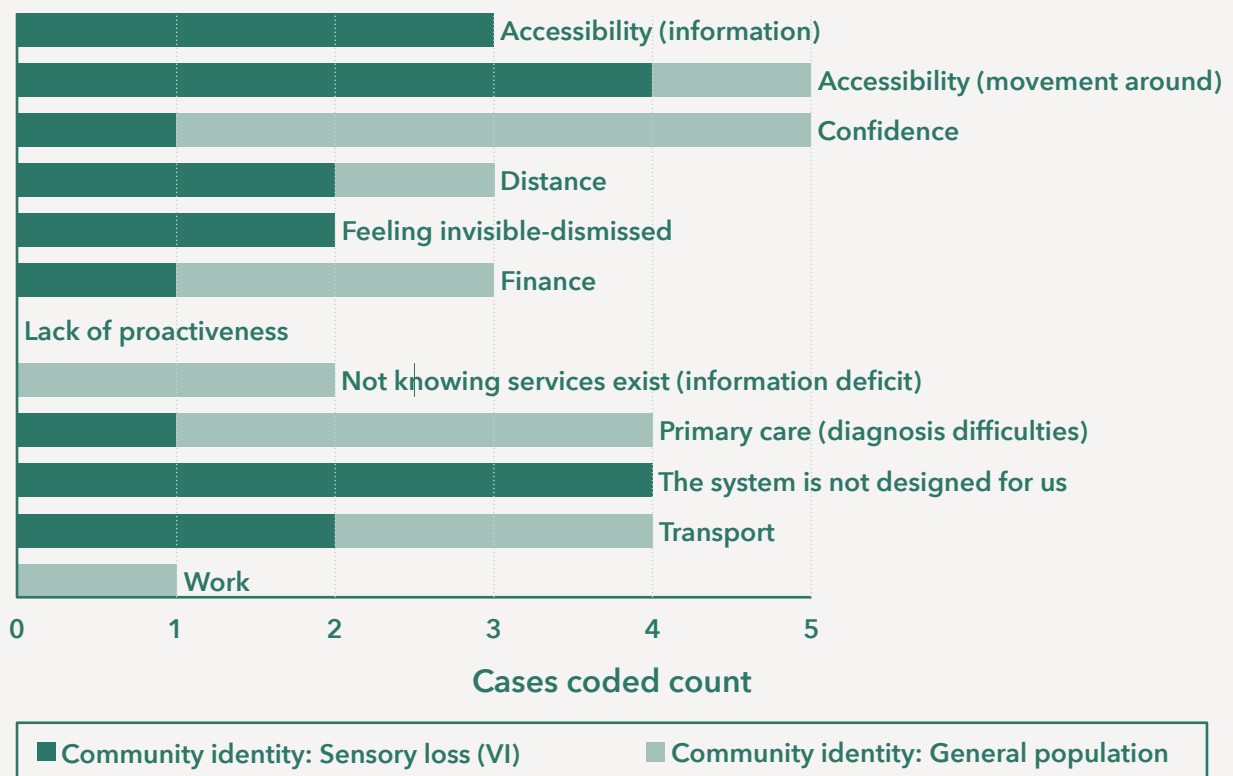 Accessibility (information)
Accessibility (movement around)
Confidence
Distance
Feeling invisible-dismissed
Finance
Lack of proactiveness
Not knowing services exist (information deficit)
Primary care (diagnosis difficulties)
The system is not designed for us
Transport
Work
0 1 2 3 4 5
Cases coded count
Community identity: Sensory loss (VI) Community identity: General population